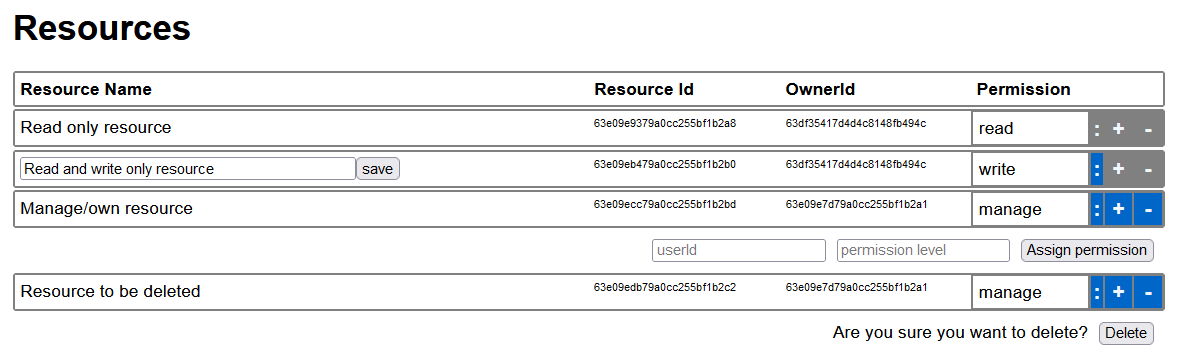 Resources
Resource Name Resource Id OwnerId Permission
Read only resource 63e09e9379a0cc255bf1b2a8 63df35417d4d4c8148fb494c read : + -
Read and write only resource save 63e09eb479a0cc255bf1b2b0 63df35417d4d4c8148fb494c write : + -
Manage/own resource 63e09ecc79a0cc255bf1b2bd 63e09e7d79a0cc255bf1b2a1 manage : + -
userId permission level Assign permission
Resource to be deleted 63e09edb79a0cc255bf1b2c2 63e09e7d79a0cc255bf1b2a1 manage : + -
Are you sure you want to delete? Delete